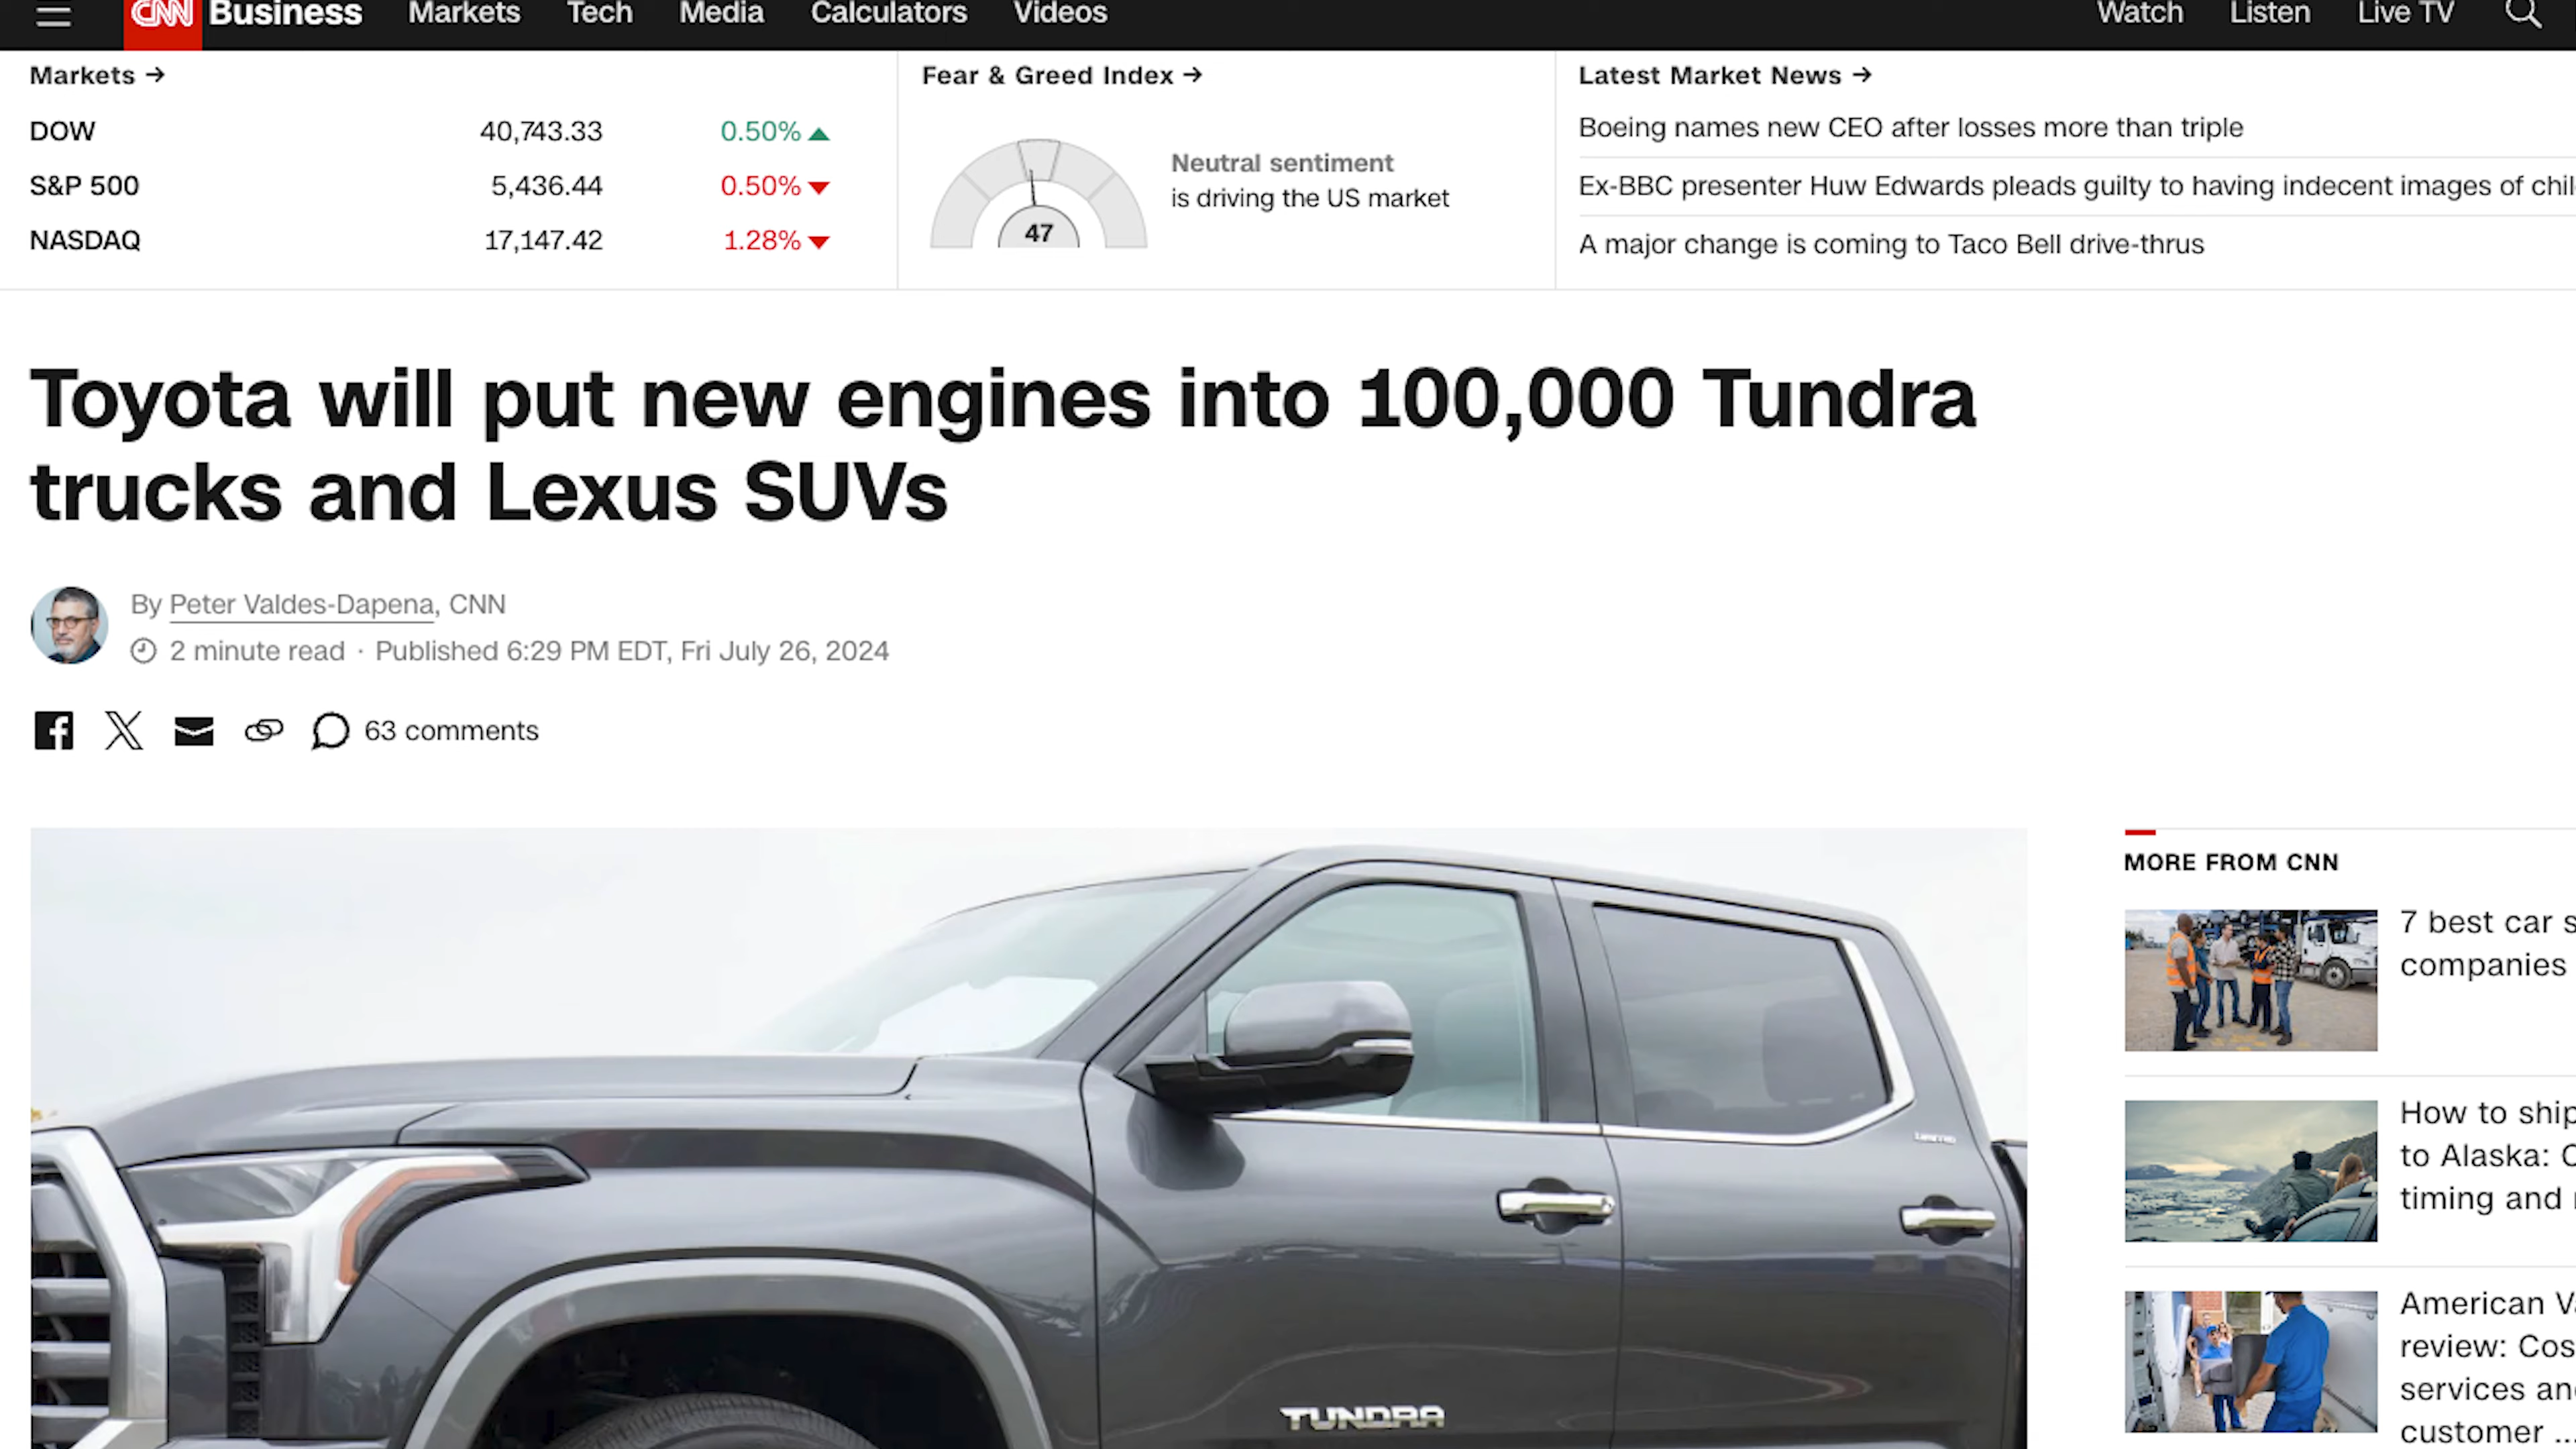 CNN Business Markets Tech Media Calculators Videos Watch Listen Live TV
Markets →
DOW 40,743.33 0.50%
S&P 500 5,436.44 0.50%
NASDAQ 17,147.42 1.28%
Fear & Greed Index →
47
Neutral sentiment
is driving the US market
Latest Market News →
Boeing names new CEO after losses more than triple
Ex-BBC presenter Huw Edwards pleads guilty to having indecent images of chil
A major change is coming to Taco Bell drive-thrus
Toyota will put new engines into 100,000 Tundra
trucks and Lexus SUVs
By Peter Valdes-Dapena, CNN
2 minute read · Published 6:29 PM EDT, Fri July 26, 2024
63 comments
LIMITED
TUNDRA
MORE FROM CNN
7 best car s
companies
How to ship
to Alaska: C
timing and
American Va
review: Cos
services an
customer ...